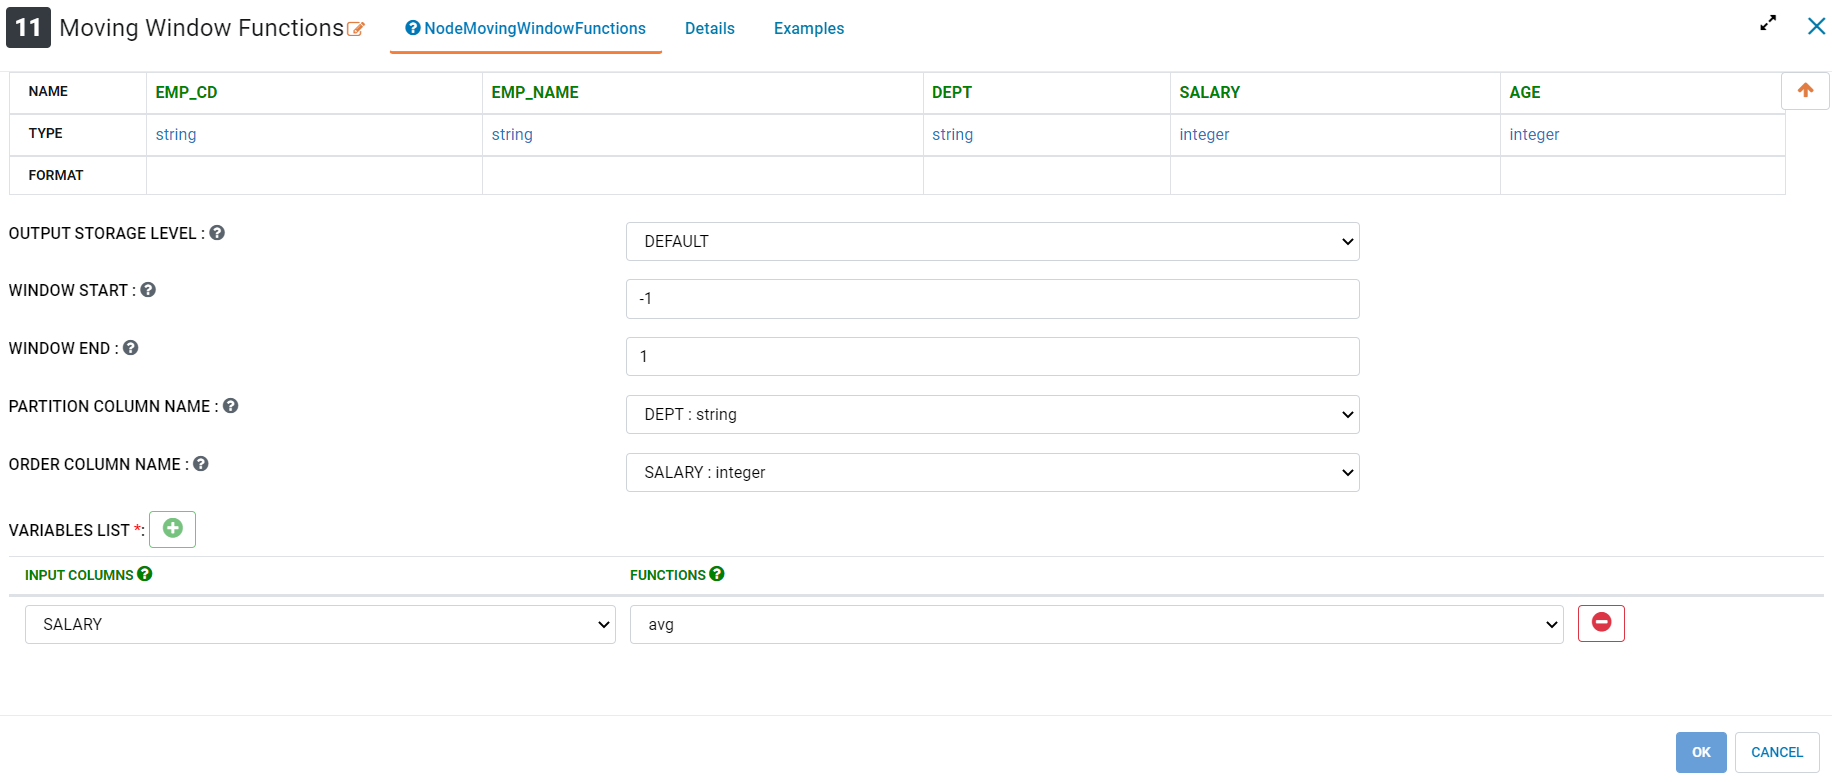 11 Moving Window Functions NodeMovingWindowFunctions Details Examples
NAME EMP_CD EMP_NAME DEPT SALARY AGE
TYPE string string string integer integer
FORMAT
OUTPUT STORAGE LEVEL : DEFAULT
WINDOW START : -1
WINDOW END : 1
PARTITION COLUMN NAME : DEPT : string
ORDER COLUMN NAME : SALARY : integer
VARIABLES LIST *:
INPUT COLUMNS FUNCTIONS
SALARY avg
OK CANCEL